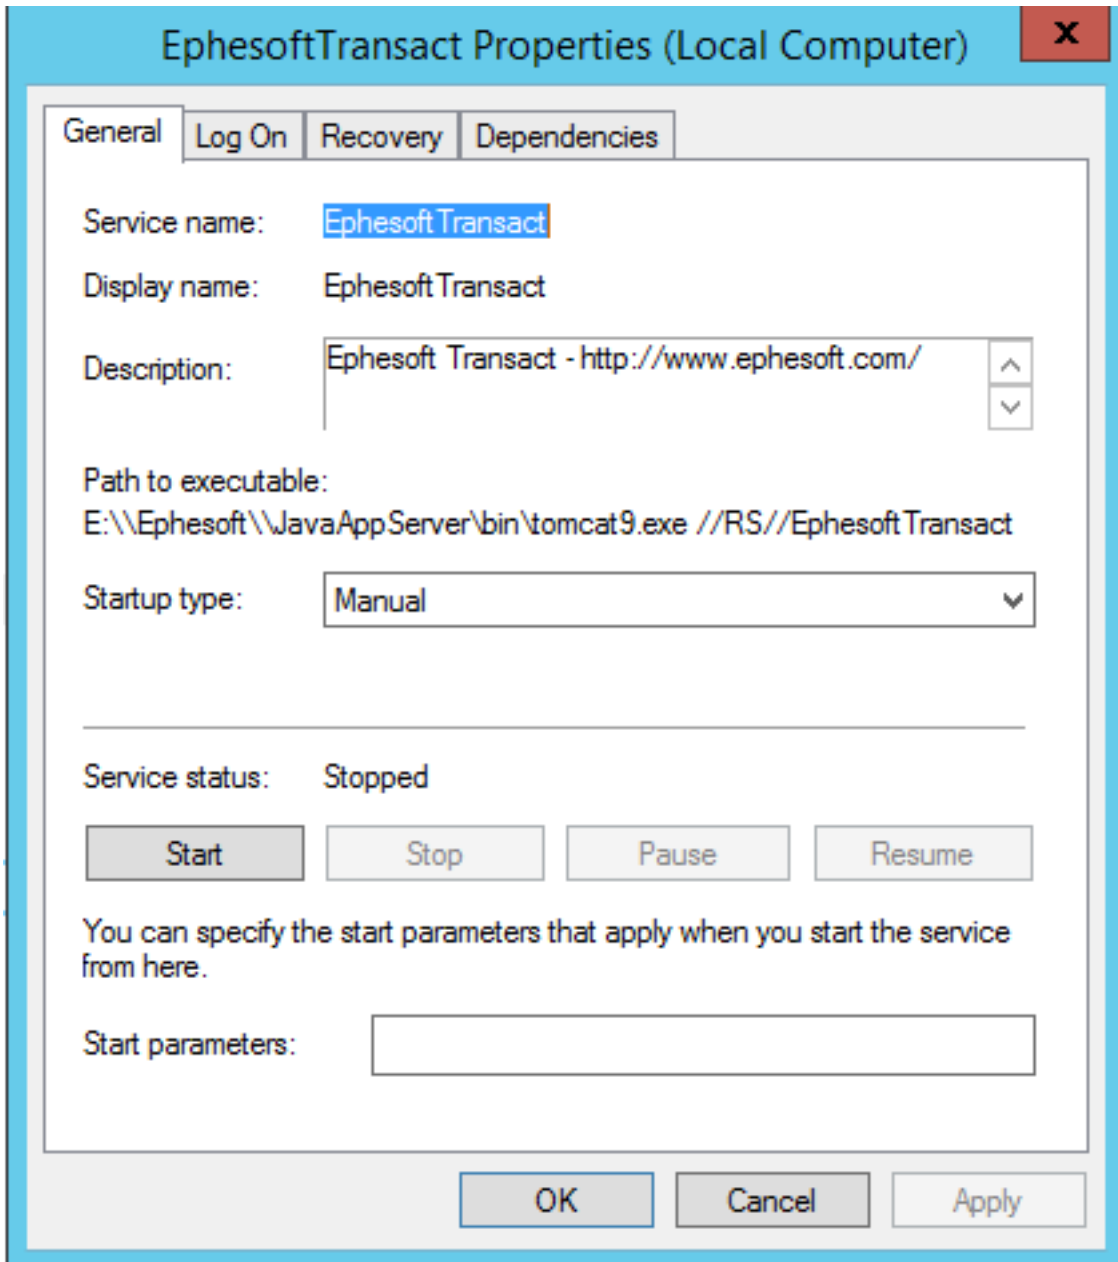 EphesoftTransact Properties (Local Computer)
x
General Log On Recovery Dependencies
Service name: EphesoftTransact
Display name: EphesoftTransact
Description: Ephesoft Transact - http://www.ephesoft.com/
Path to executable:
E:\\Ephesoft\\JavaAppServer\bin\tomcat9.exe //RS//EphesoftTransact
Startup type: Manual
Service status: Stopped
Start Stop Pause Resume
You can specify the start parameters that apply when you start the service
from here.
Start parameters:
OK Cancel Apply